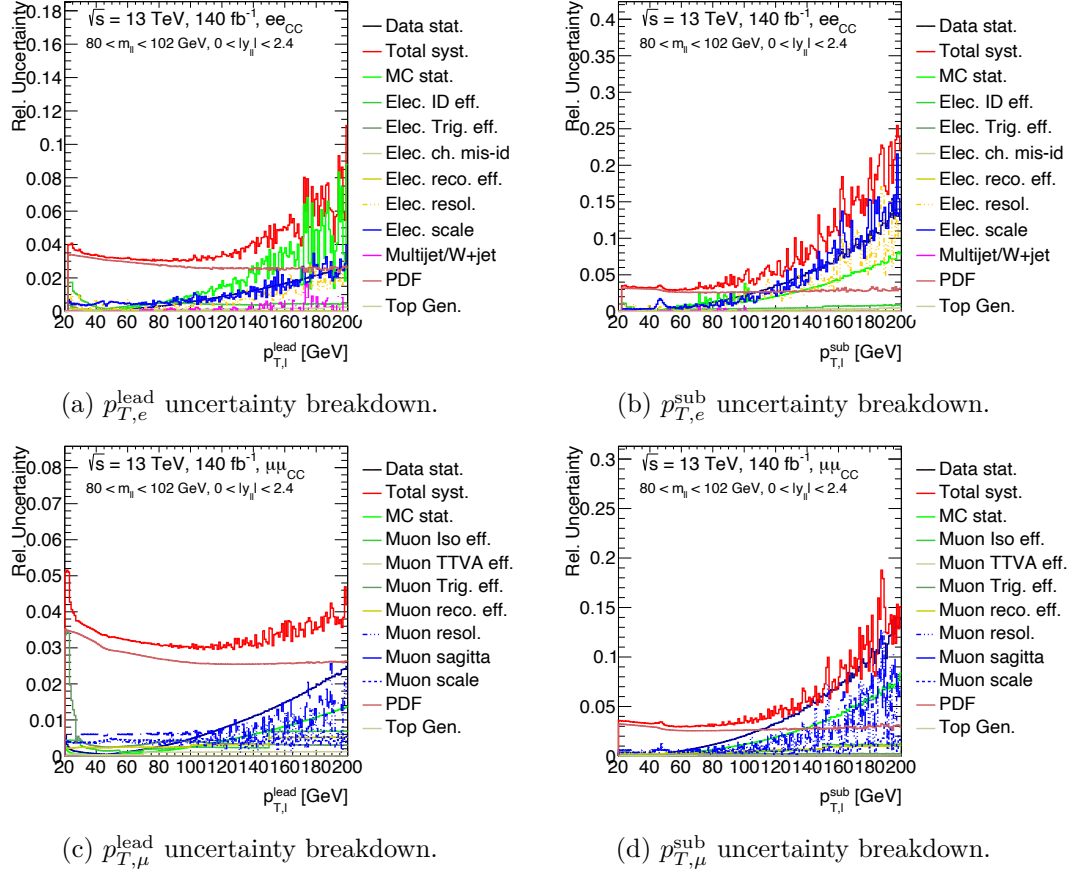 √s = 13 TeV, 140 fb⁻¹, ee_CC
80 < m_ll < 102 GeV, 0 < |y_ll| < 2.4
Rel. Uncertainty
0.18
0.16
0.14
0.12
0.1
0.08
0.06
0.04
0.02
0
20 40 60 80 100 120 140 160 180 200
p_T,l^lead [GeV]
Data stat.
Total syst.
MC stat.
Elec. ID eff.
Elec. Trig. eff.
Elec. ch. mis-id
Elec. reco. eff.
Elec. resol.
Elec. scale
Multijet/W+jet
PDF
Top Gen.
(a) p_T,e^lead uncertainty breakdown.
√s = 13 TeV, 140 fb⁻¹, ee_CC
80 < m_ll < 102 GeV, 0 < |y_ll| < 2.4
Rel. Uncertainty
0.4
0.35
0.3
0.25
0.2
0.15
0.1
0.05
0
20 40 60 80 100 120 140 160 180 200
p_T,l^sub [GeV]
Data stat.
Total syst.
MC stat.
Elec. ID eff.
Elec. Trig. eff.
Elec. ch. mis-id
Elec. reco. eff.
Elec. resol.
Elec. scale
Multijet/W+jet
PDF
Top Gen.
(b) p_T,e^sub uncertainty breakdown.
√s = 13 TeV, 140 fb⁻¹, μμ_CC
80 < m_ll < 102 GeV, 0 < |y_ll| < 2.4
Rel. Uncertainty
0.08
0.07
0.06
0.05
0.04
0.03
0.02
0.01
0
20 40 60 80 100 120 140 160 180 200
p_T,l^lead [GeV]
Data stat.
Total syst.
MC stat.
Muon Iso eff.
Muon TTVA eff.
Muon Trig. eff.
Muon reco. eff.
Muon resol.
Muon sagitta
Muon scale
PDF
Top Gen.
(c) p_T,μ^lead uncertainty breakdown.
√s = 13 TeV, 140 fb⁻¹, μμ_CC
80 < m_ll < 102 GeV, 0 < |y_ll| < 2.4
Rel. Uncertainty
0.3
0.25
0.2
0.15
0.1
0.05
0
20 40 60 80 100 120 140 160 180 200
p_T,l^sub [GeV]
Data stat.
Total syst.
MC stat.
Muon Iso eff.
Muon TTVA eff.
Muon Trig. eff.
Muon reco. eff.
Muon resol.
Muon sagitta
Muon scale
PDF
Top Gen.
(d) p_T,μ^sub uncertainty breakdown.